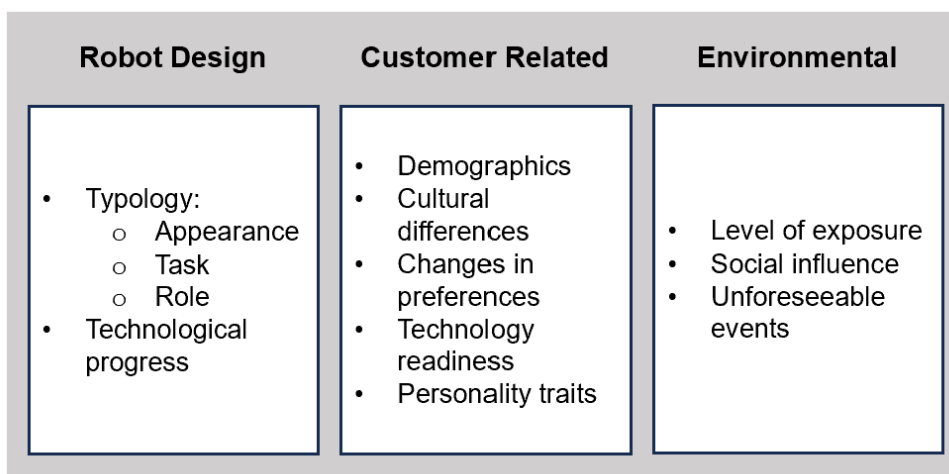 Robot Design
• Typology:
o Appearance
o Task
o Role
• Technological
progress
Customer Related
• Demographics
• Cultural
differences
• Changes in
preferences
• Technology
readiness
• Personality traits
Environmental
• Level of exposure
• Social influence
• Unforeseeable
events